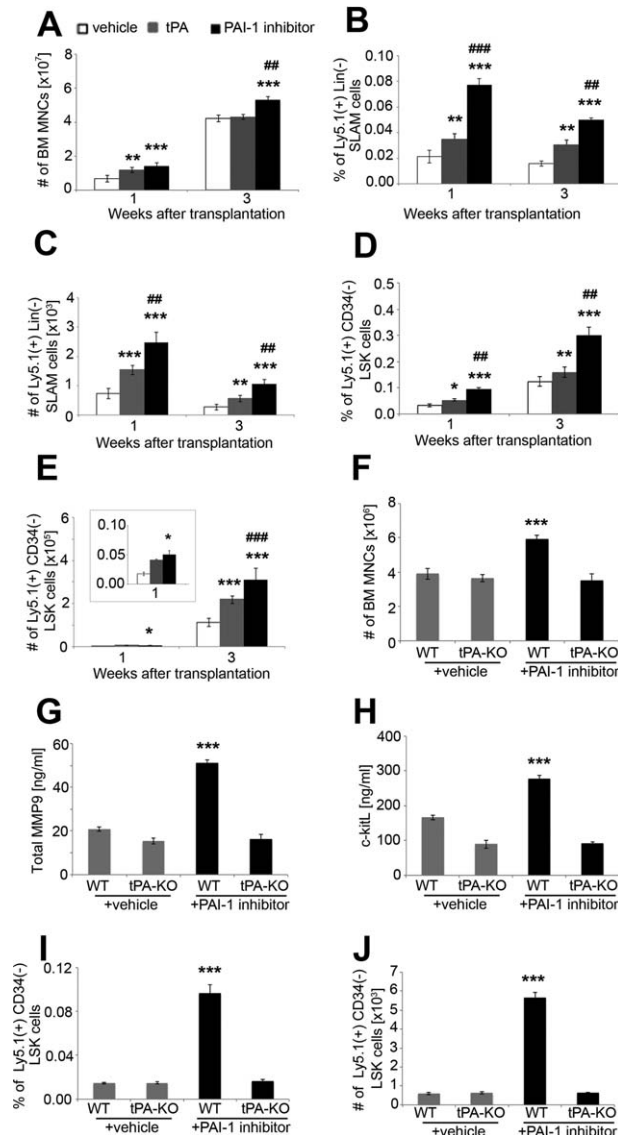 A
vehicle tPA PAI-1 inhibitor
# of BM MNCs [x10⁷]
8
6
4
2
0
** *** ## ***
1 3
Weeks after transplantation
B
% of Ly5.1(+) Lin(-)
SLAM cells
0.10
0.08
0.06
0.04
0.02
0.00
** ### *** ** ## ***
1 3
Weeks after transplantation
C
# of Ly5.1(+) Lin(-)
SLAM cells [x10³]
4
3
2
1
0
*** ## *** ** ## ***
1 3
Weeks after transplantation
D
% of Ly5.1(+) CD34(-)
LSK cells
0.5
0.4
0.3
0.2
0.1
0.0
* ## *** ** ## ***
1 3
Weeks after transplantation
E
# of Ly5.1(+) CD34(-)
LSK cells [x10⁵]
6
4
2
0
0.10
0.05
0.00
*
1
* *** ### ***
1 3
Weeks after transplantation
F
# of BM MNCs [x10⁶]
8
6
4
2
0
***
WT tPA-KO WT tPA-KO
+vehicle +PAI-1 inhibitor
G
Total MMP9 [ng/ml]
60
40
20
0
***
WT tPA-KO WT tPA-KO
+vehicle +PAI-1 inhibitor
H
c-kitL [ng/ml]
400
300
200
100
0
***
WT tPA-KO WT tPA-KO
+vehicle +PAI-1 inhibitor
I
% of Ly5.1(+) CD34(-)
LSK cells
0.12
0.08
0.04
0.00
***
WT tPA-KO WT tPA-KO
+vehicle +PAI-1 inhibitor
J
# of Ly5.1(+) CD34(-)
LSK cells [x10³]
7
6
5
4
3
2
1
0
***
WT tPA-KO WT tPA-KO
+vehicle +PAI-1 inhibitor